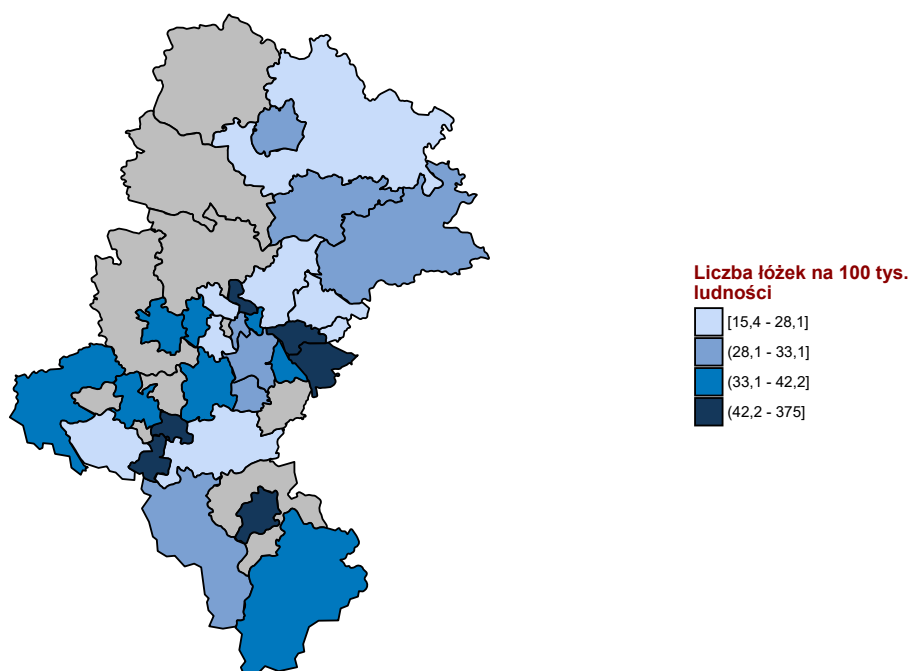 Liczba łóżek na 100 tys.
ludności
[15,4 - 28,1]
(28,1 - 33,1]
(33,1 - 42,2]
(42,2 - 375]